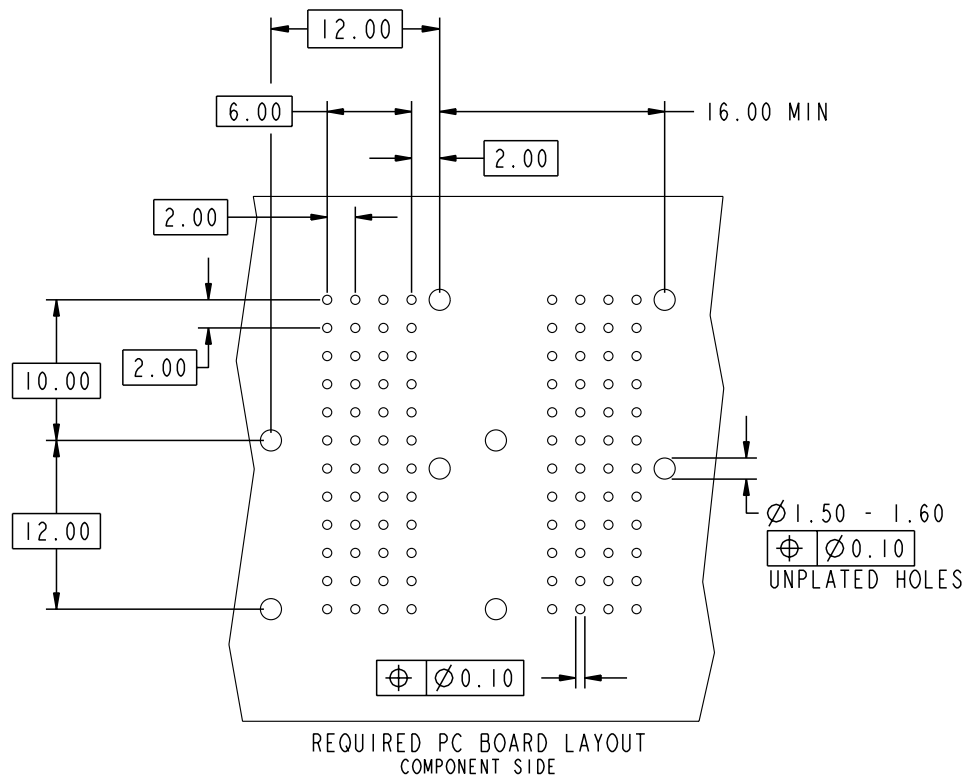 12.00
6.00
16.00 MIN
2.00
2.00
2.00
10.00
12.00
Ø1.50 - 1.60
⌖ Ø0.10
UNPLATED HOLES
⌖ Ø0.10
REQUIRED PC BOARD LAYOUT
COMPONENT SIDE